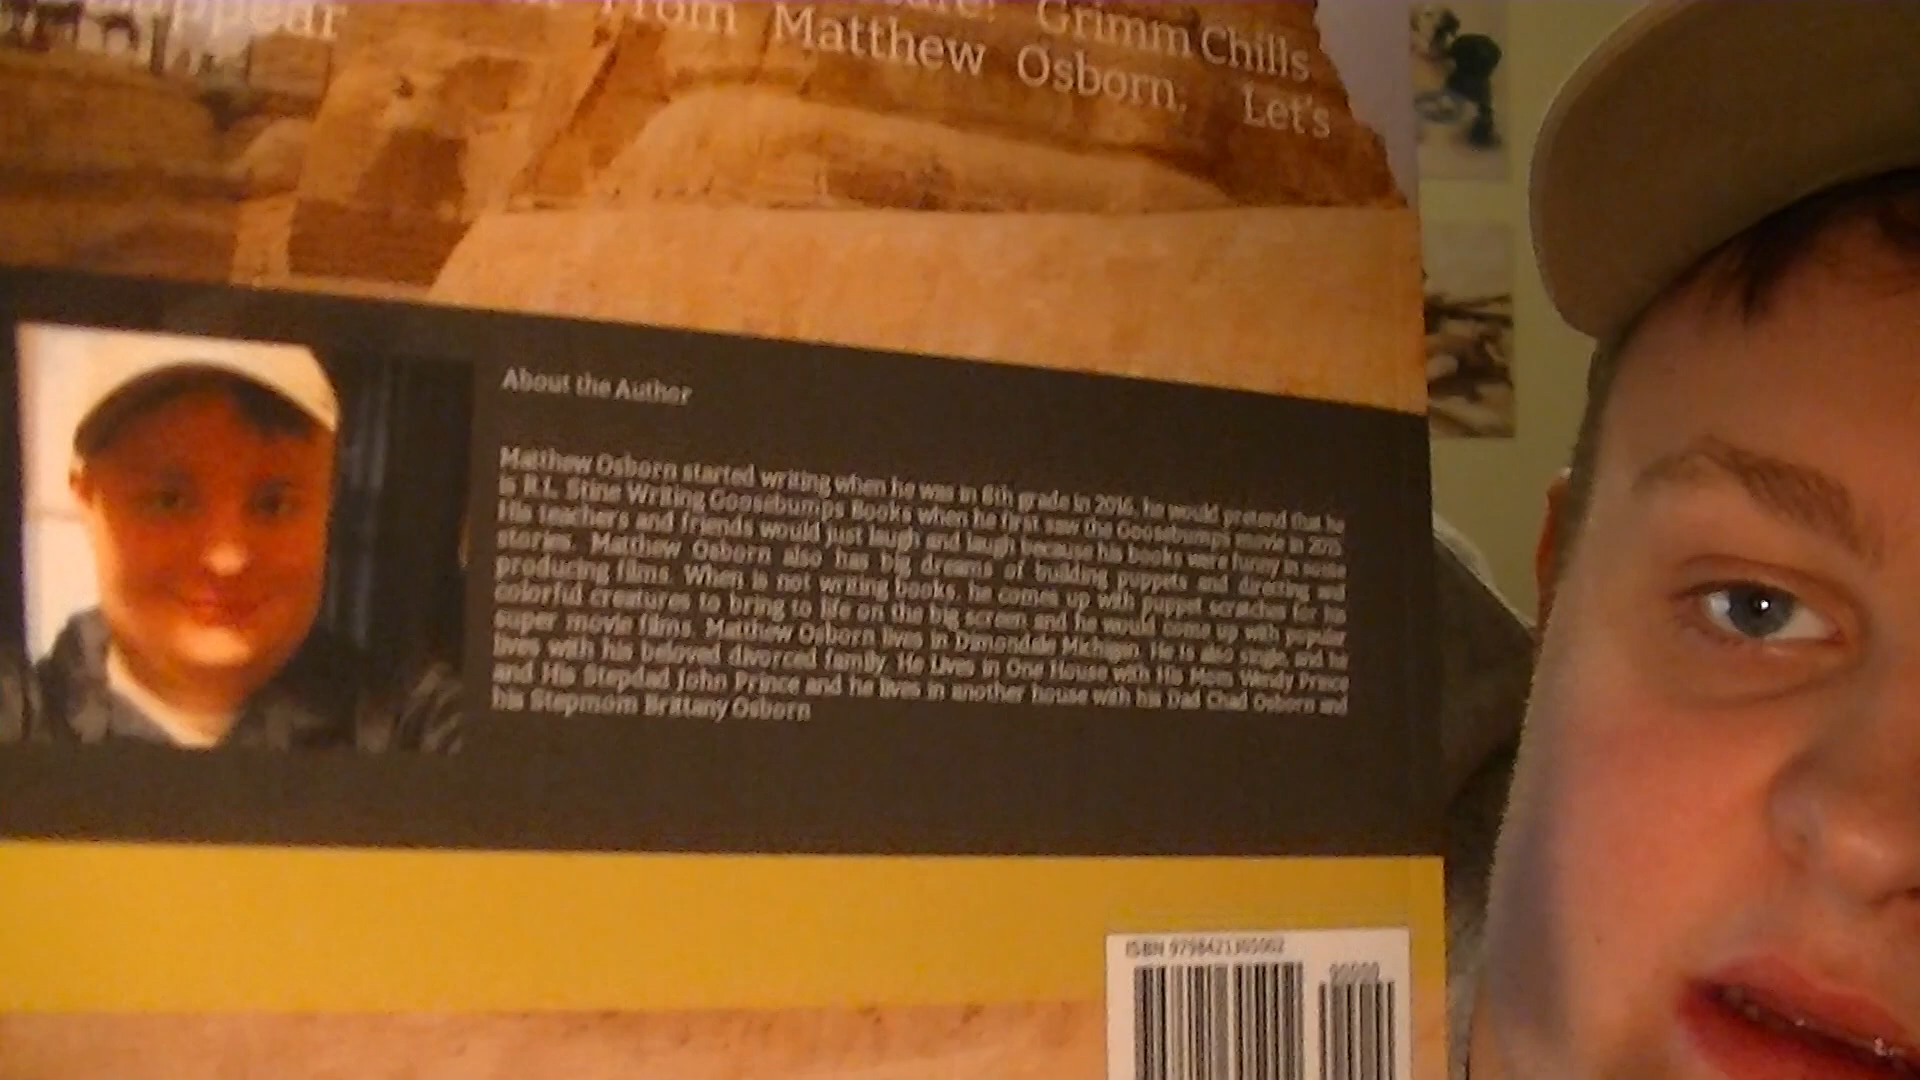 appear
Grimm Chills
From Matthew Osborn; Let's
About the Author
Matthew Osborn started writing when he was in 6th grade in 2016, he would pretend that he
is R.L. Stine Writing Goosebumps Books when he first saw the Goosebumps movie in 2015.
His teachers and friends would just laugh and laugh because his books were funny in some
stories. Matthew Osborn also has big dreams of building puppets and directing and
producing films. When is not writing books, he comes up with puppet scratches for his
colorful creatures to bring to life on the big screen and he would come up with popular
super movie films. Matthew Osborn lives in Dimondale Michigan. He is also single and he
lives with his beloved divorced family. He Lives in One House with His Mom Wendy Prince
and His Stepdad John Prince and he lives in another house with his Dad Chad Osborn and
his Stepmom Brittany Osborn
ISBN
90000